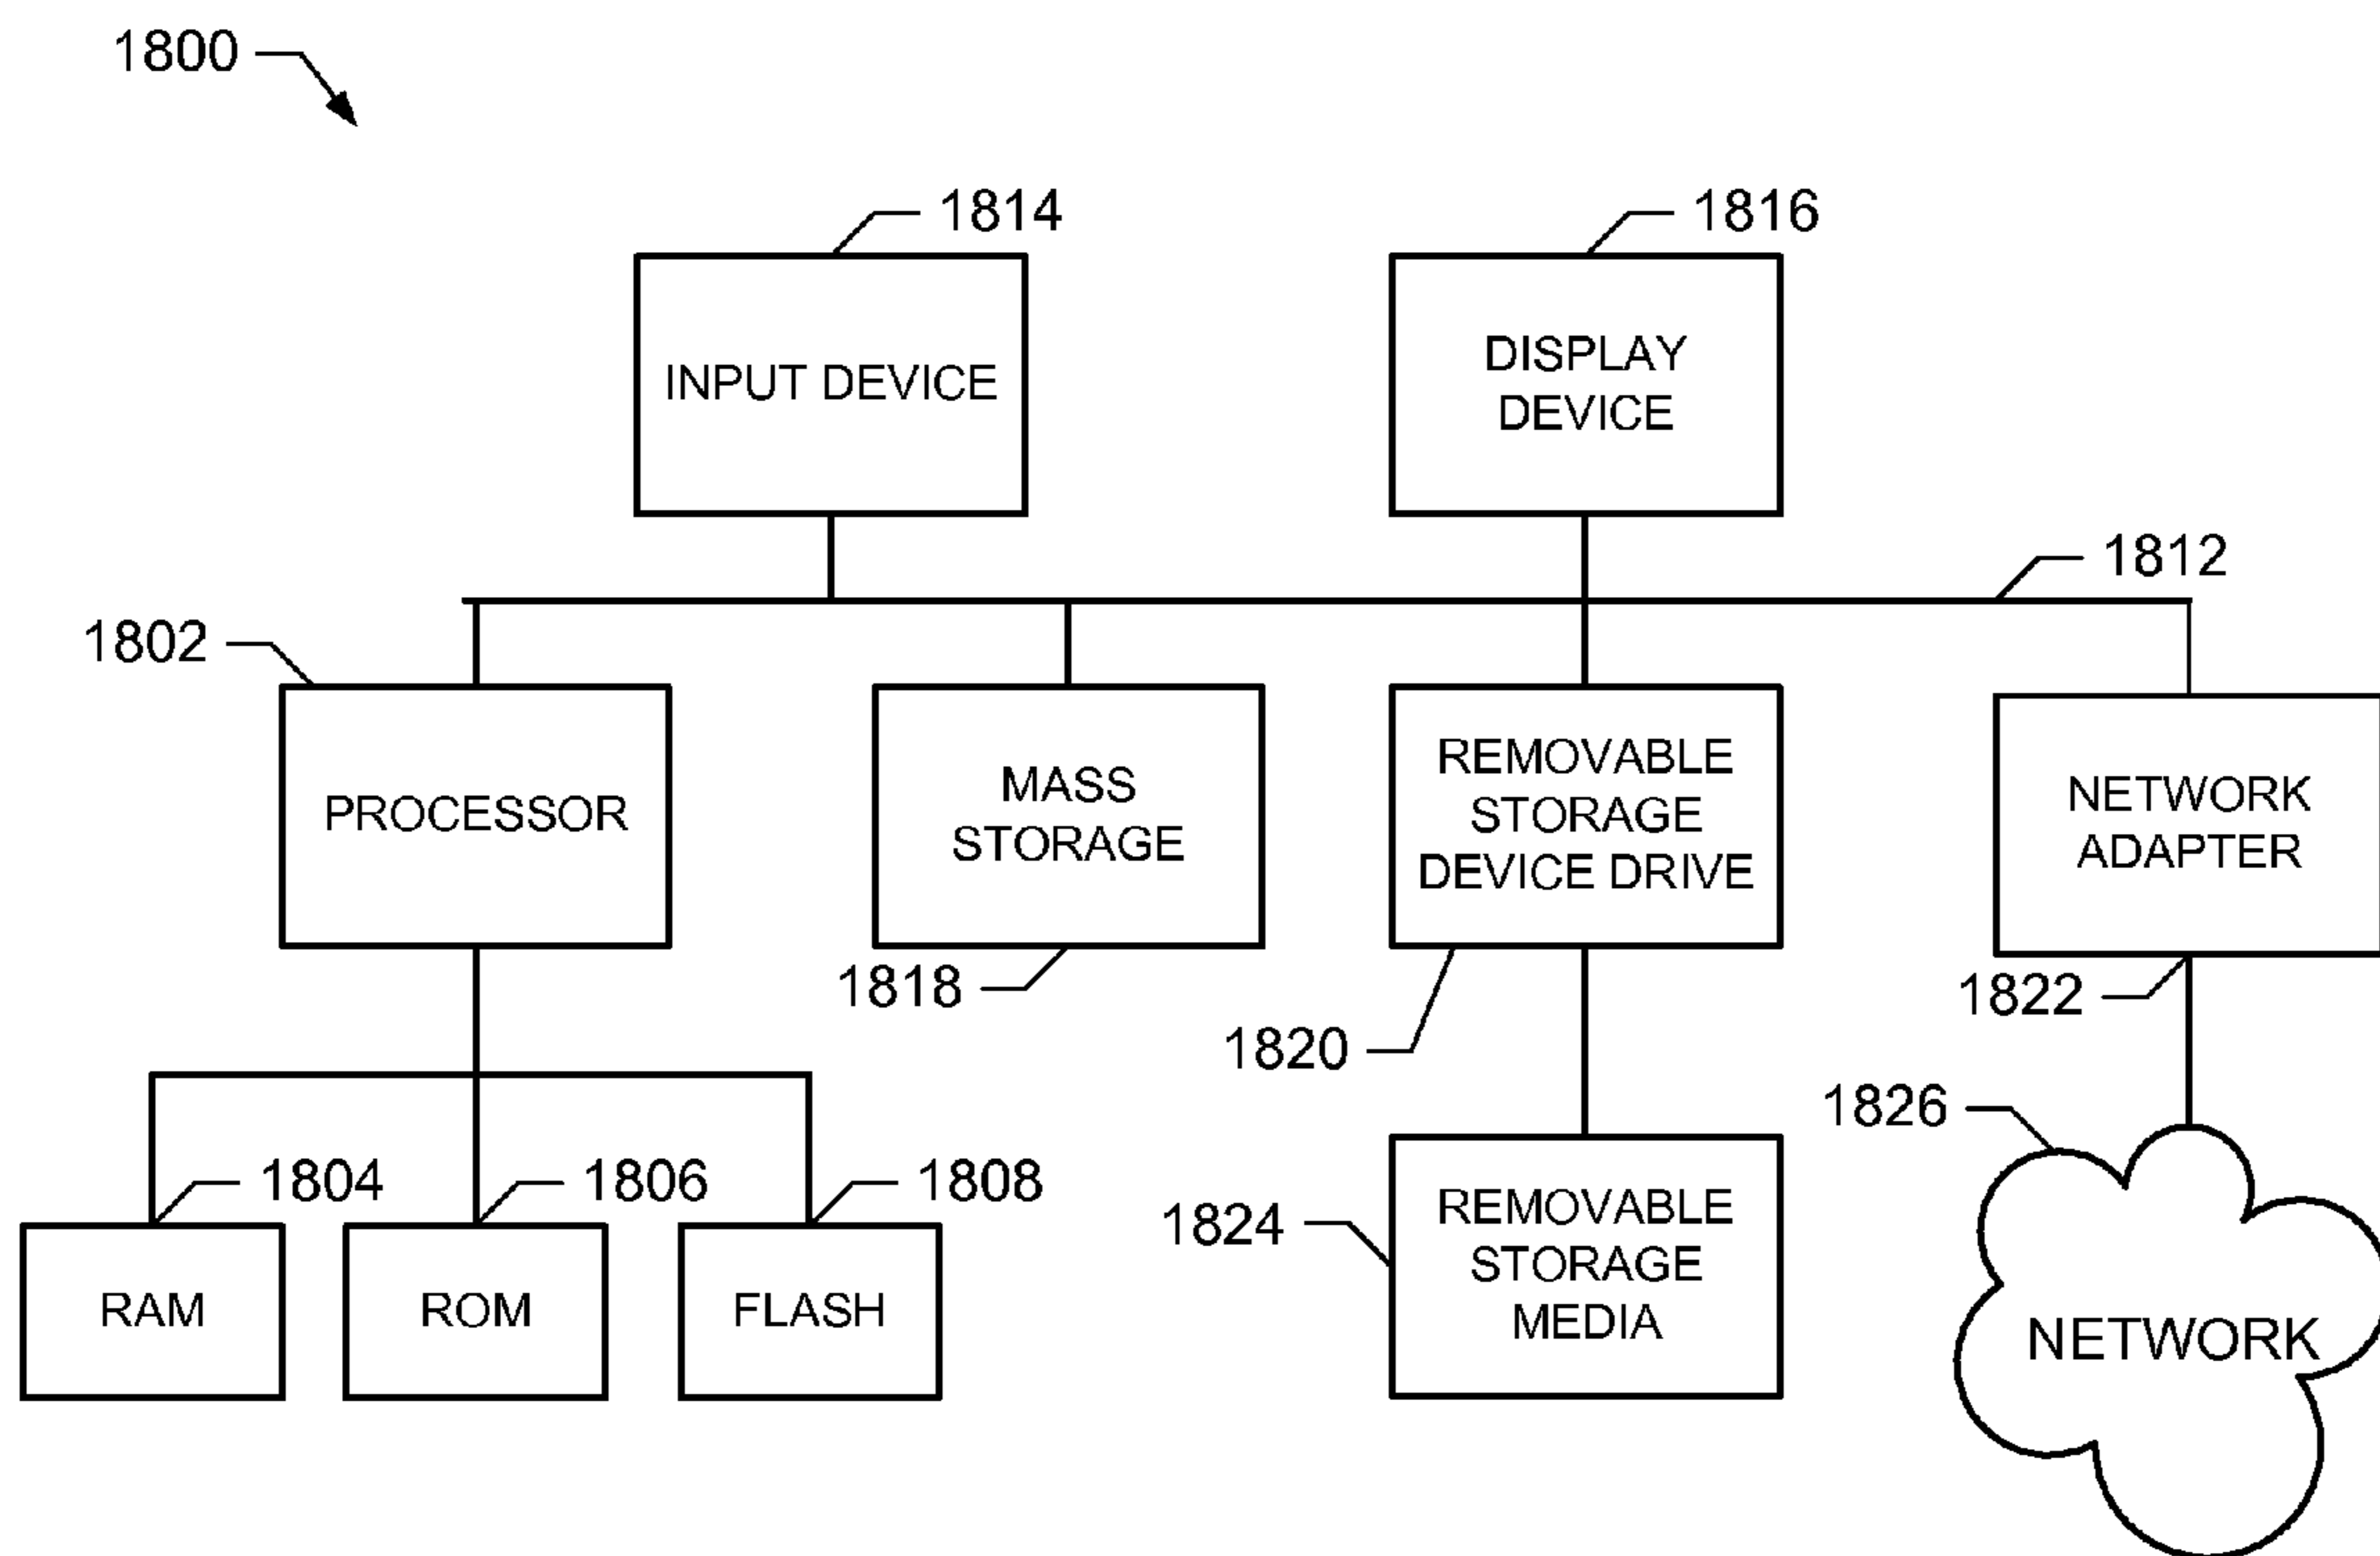 1800
1814
1816
INPUT DEVICE
DISPLAY
DEVICE
1812
1802
PROCESSOR
MASS
STORAGE
REMOVABLE
STORAGE
DEVICE DRIVE
NETWORK
ADAPTER
1818
1820
1822
1826
1804
1806
1808
1824
RAM
ROM
FLASH
REMOVABLE
STORAGE
MEDIA
NETWORK